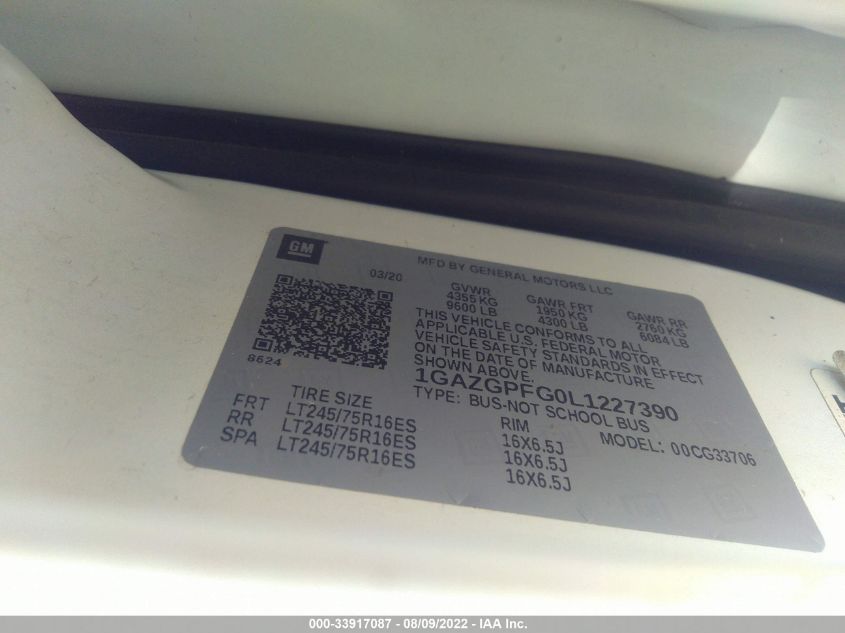 GM
MFD BY GENERAL MOTORS LLC
03/20
GVWR GAWR FRT GAWR RR
4355 KG 1950 KG 2760 KG
9600 LB 4300 LB 6084 LB
THIS VEHICLE CONFORMS TO ALL
APPLICABLE U.S. FEDERAL MOTOR
VEHICLE SAFETY STANDARDS IN EFFECT
ON THE DATE OF MANUFACTURE
SHOWN ABOVE.
8624
1GAZGPFG0L1227390
TYPE: BUS-NOT SCHOOL BUS
MODEL: 00CG33706
TIRE SIZE RIM
FRT LT245/75R16ES 16X6.5J
RR LT245/75R16ES 16X6.5J
SPA LT245/75R16ES 16X6.5J
000-33917087 - 08/09/2022 - IAA Inc.